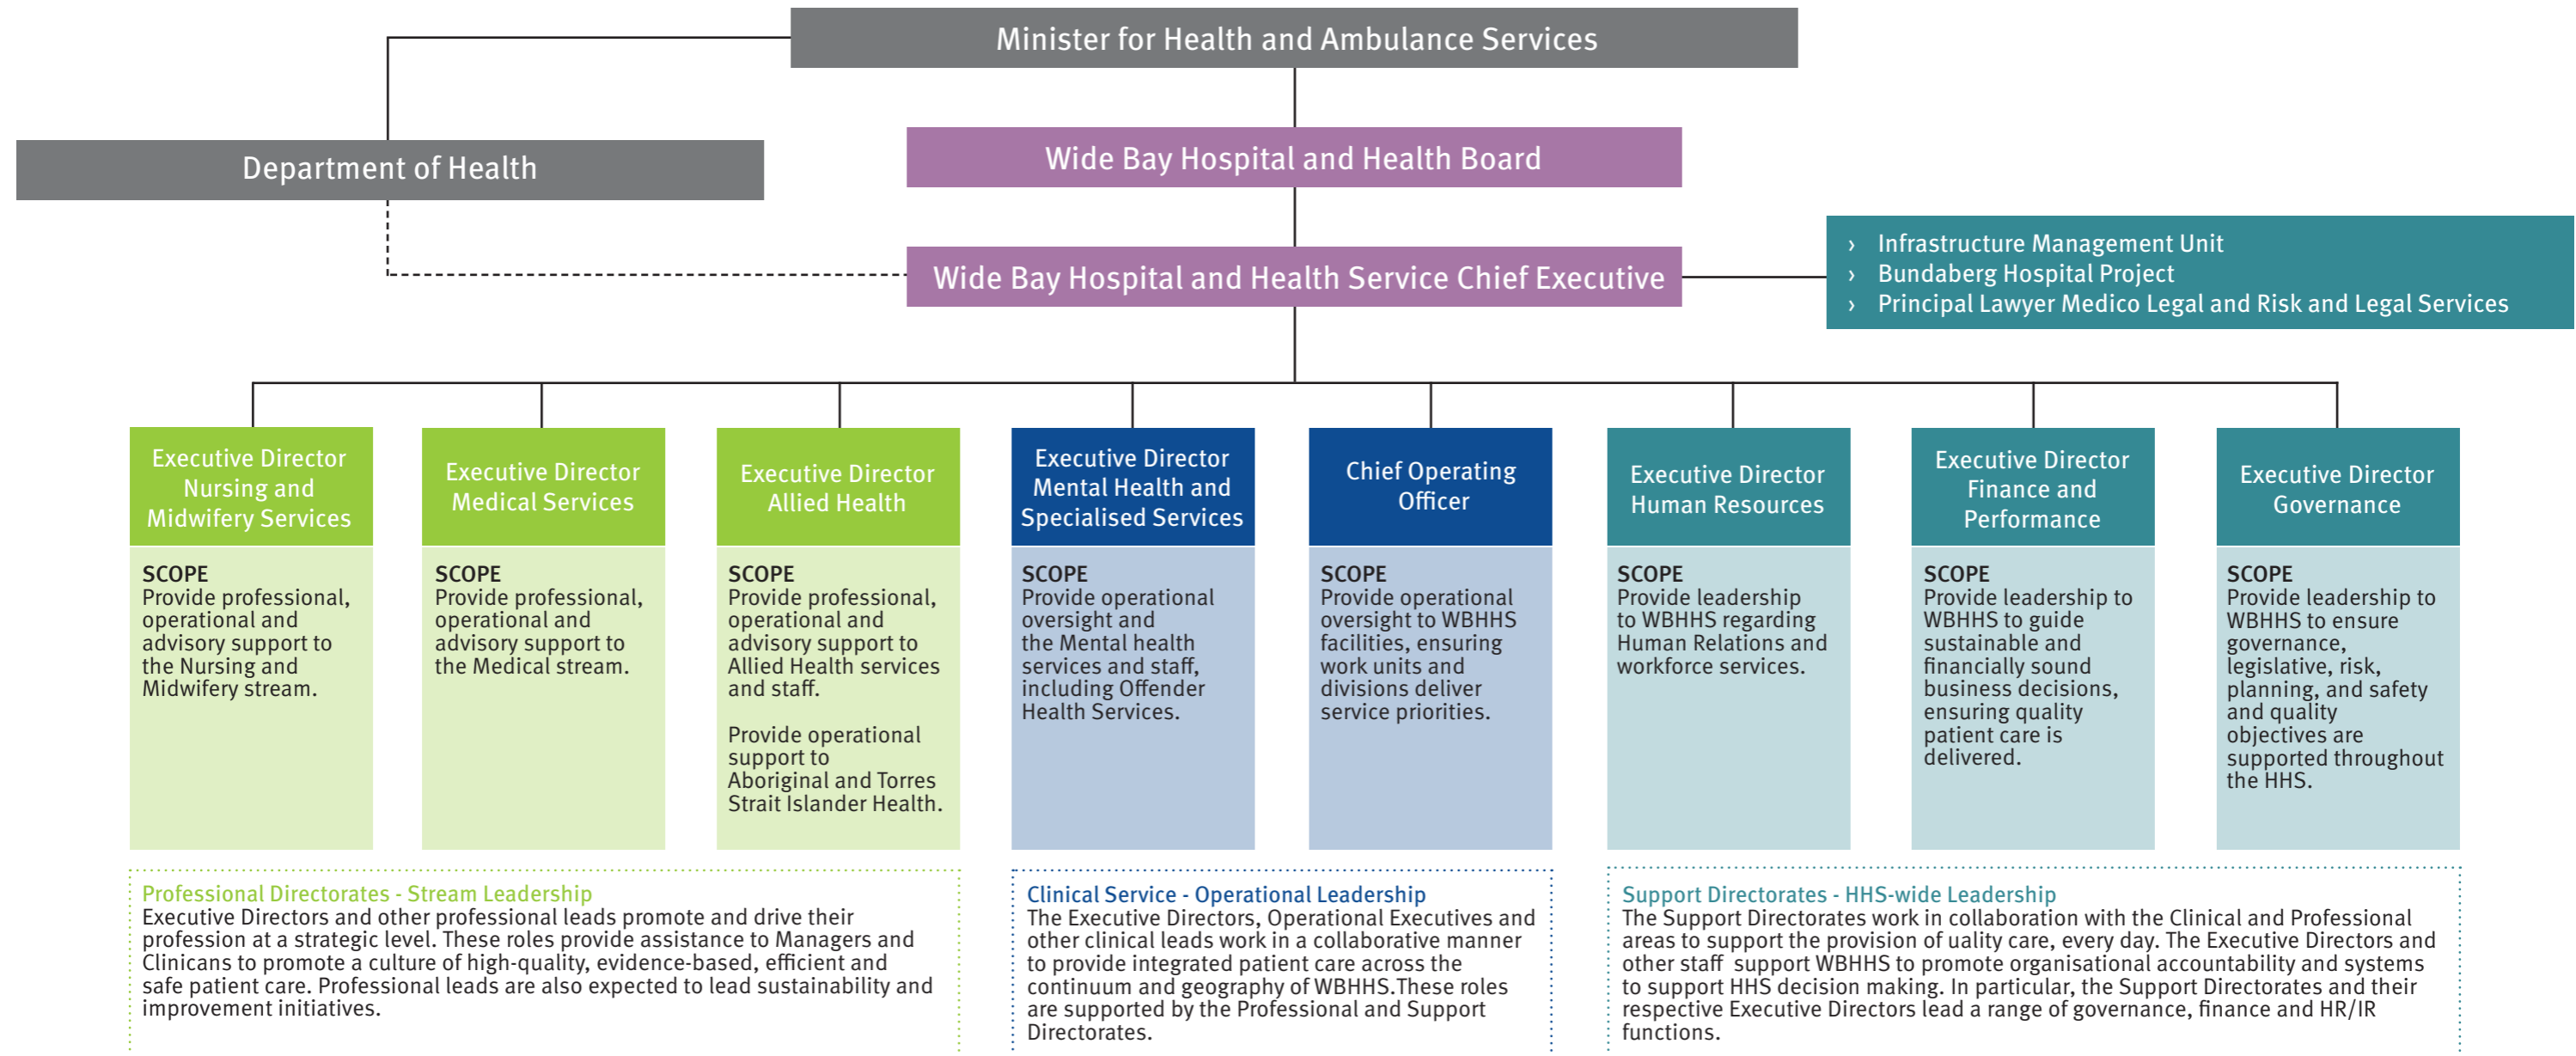 Minister for Health and Ambulance Services
Department of Health
Wide Bay Hospital and Health Board
Wide Bay Hospital and Health Service Chief Executive
› Infrastructure Management Unit
› Bundaberg Hospital Project
› Principal Lawyer Medico Legal and Risk and Legal Services
Executive Director
Nursing and
Midwifery Services
SCOPE
Provide professional,
operational and
advisory support to
the Nursing and
Midwifery stream.
Executive Director
Medical Services
SCOPE
Provide professional,
operational and
advisory support to
the Medical stream.
Executive Director
Allied Health
SCOPE
Provide professional,
operational and
advisory support to
Allied Health services
and staff.
Provide operational
support to
Aboriginal and Torres
Strait Islander Health.
Executive Director
Mental Health and
Specialised Services
SCOPE
Provide operational
oversight and
the Mental health
services and staff,
including Offender
Health Services.
Chief Operating
Officer
SCOPE
Provide operational
oversight to WBHHS
facilities, ensuring
work units and
divisions deliver
service priorities.
Executive Director
Human Resources
SCOPE
Provide leadership
to WBHHS regarding
Human Relations and
workforce services.
Executive Director
Finance and
Performance
SCOPE
Provide leadership to
WBHHS to guide
sustainable and
financially sound
business decisions,
ensuring quality
patient care is
delivered.
Executive Director
Governance
SCOPE
Provide leadership to
WBHHS to ensure
governance,
legislative, risk,
planning, and safety
and quality
objectives are
supported throughout
the HHS.
Professional Directorates - Stream Leadership
Executive Directors and other professional leads promote and drive their
profession at a strategic level. These roles provide assistance to Managers and
Clinicans to promote a culture of high-quality, evidence-based, efficient and
safe patient care. Professional leads are also expected to lead sustainability and
improvement initiatives.
Clinical Service - Operational Leadership
The Executive Directors, Operational Executives and
other clinical leads work in a collaborative manner
to provide integrated patient care across the
continuum and geography of WBHHS.These roles
are supported by the Professional and Support
Directorates.
Support Directorates - HHS-wide Leadership
The Support Directorates work in collaboration with the Clinical and Professional
areas to support the provision of uality care, every day. The Executive Directors and
other staff support WBHHS to promote organisational accountability and systems
to support HHS decision making. In particular, the Support Directorates and their
respective Executive Directors lead a range of governance, finance and HR/IR
functions.